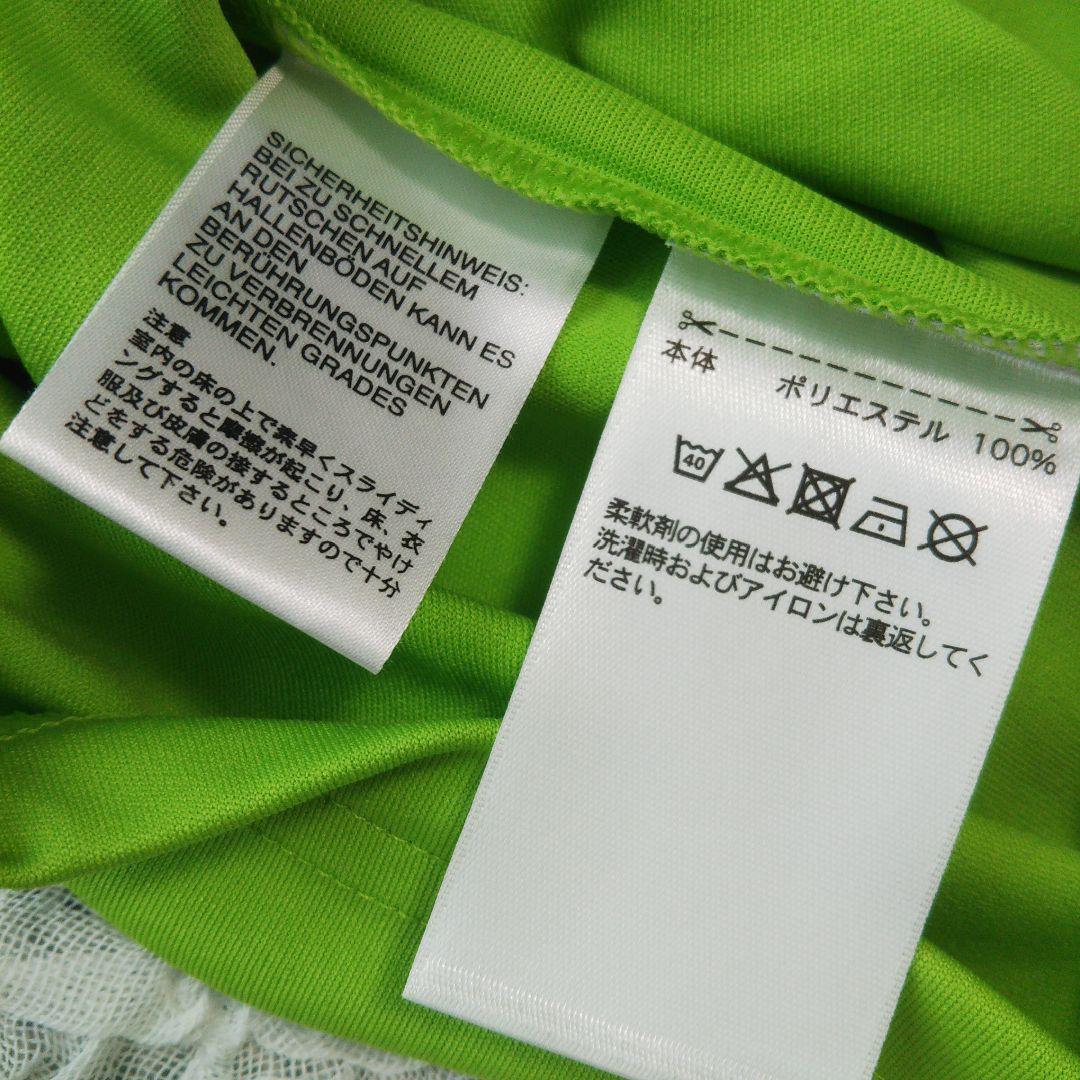 SICHERHEITSHINWEIS:
BEI ZU SCHNELLEM
RUTSCHEN AUF
HALLENBÖDEN KANN ES
AN DEN
BERÜHRUNGSPUNKTEN
ZU VERBRENNUNGEN
LEICHTEN GRADES
KOMMEN.
注意
室内の床の上で素早くスライディ
ングすると摩擦が起こり、床、衣
服及び皮膚の接するところでやけ
どをする危険がありますので十分
注意して下さい。
本体 ポリエステル 100%
40
柔軟剤の使用はお避け下さい。
洗濯時およびアイロンは裏返してく
ださい。